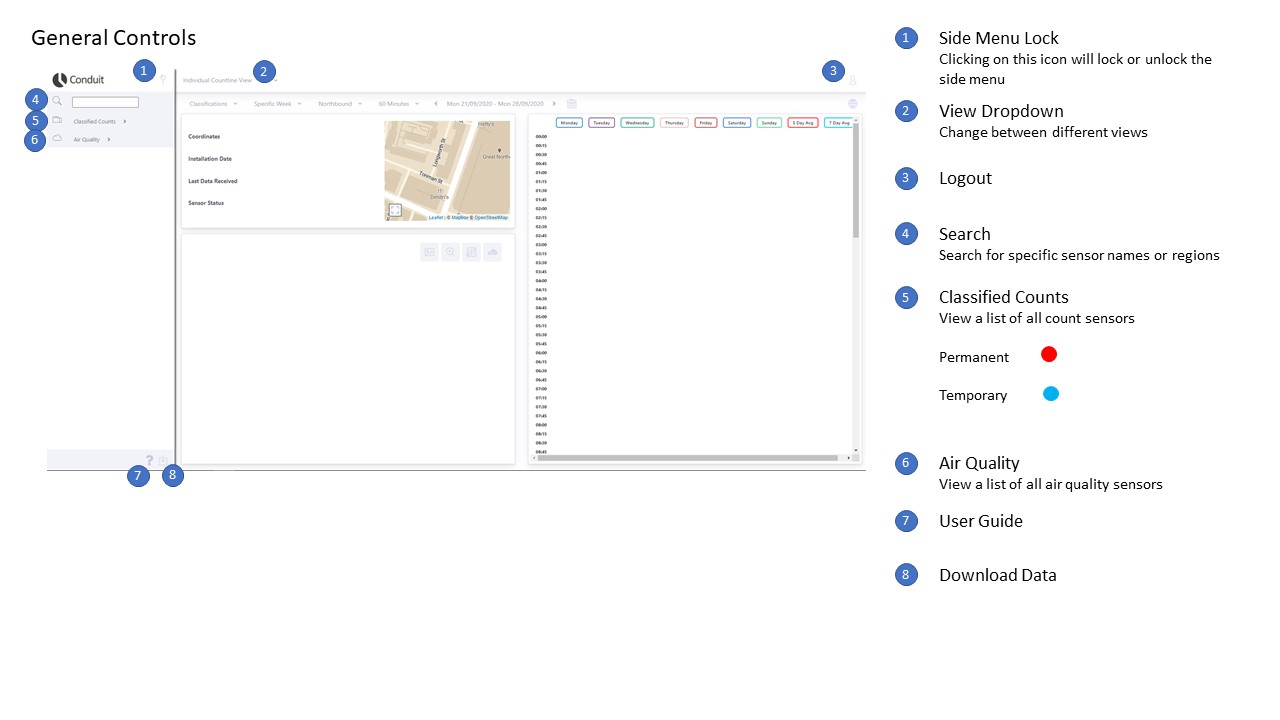 General Controls
1
2
3
4
5
6
7
8
Conduit
Individual Countline View
Classified Counts
Air Quality
?
Classifications
Specific Week
Northbound
60 Minutes
Mon 21/09/2020 - Mon 28/09/2020
Coordinates
Installation Date
Last Data Received
Sensor Status
Longworth St
Great North
Tonman St
Dimitri's
Leaflet | © MapBox © OpenStreetMap
Monday
Tuesday
Wednesday
Thursday
Friday
Saturday
Sunday
5 Day Avg
7 Day Avg
00:00
00:15
00:30
00:45
01:00
01:15
01:30
01:45
02:00
02:15
02:30
02:45
03:00
03:15
03:30
03:45
04:00
04:15
04:30
04:45
05:00
05:15
05:30
05:45
06:00
06:15
06:30
06:45
07:00
07:15
07:30
07:45
08:00
08:15
08:30
08:45
1 Side Menu Lock
Clicking on this icon will lock or unlock the
side menu
2 View Dropdown
Change between different views
3 Logout
4 Search
Search for specific sensor names or regions
5 Classified Counts
View a list of all count sensors
Permanent
Temporary
6 Air Quality
View a list of all air quality sensors
7 User Guide
8 Download Data